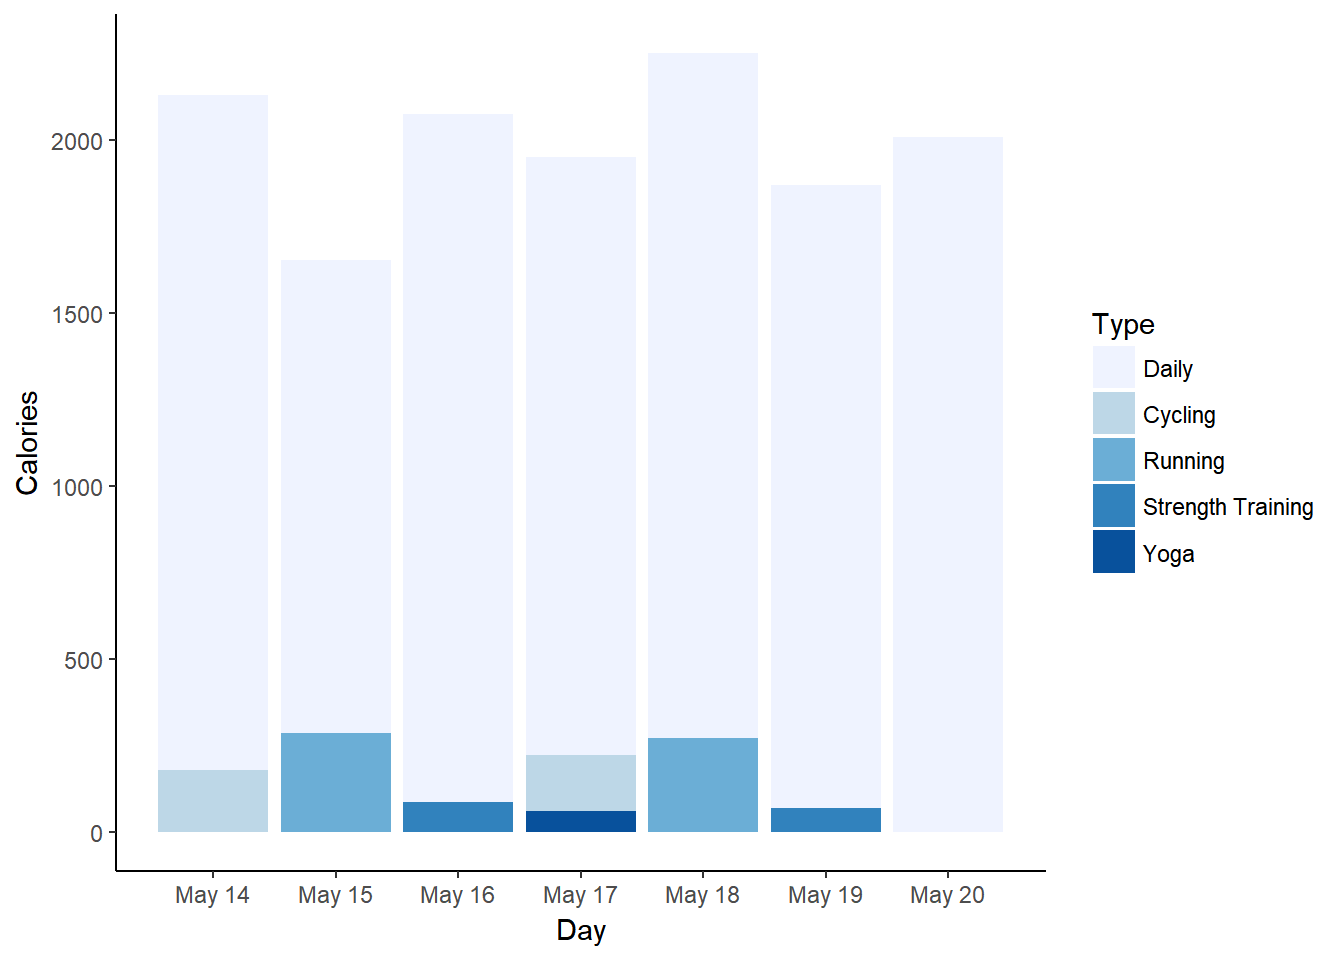 2000
1500
1000
500
0
Calories
May 14 May 15 May 16 May 17 May 18 May 19 May 20
Day
Type
Daily
Cycling
Running
Strength Training
Yoga